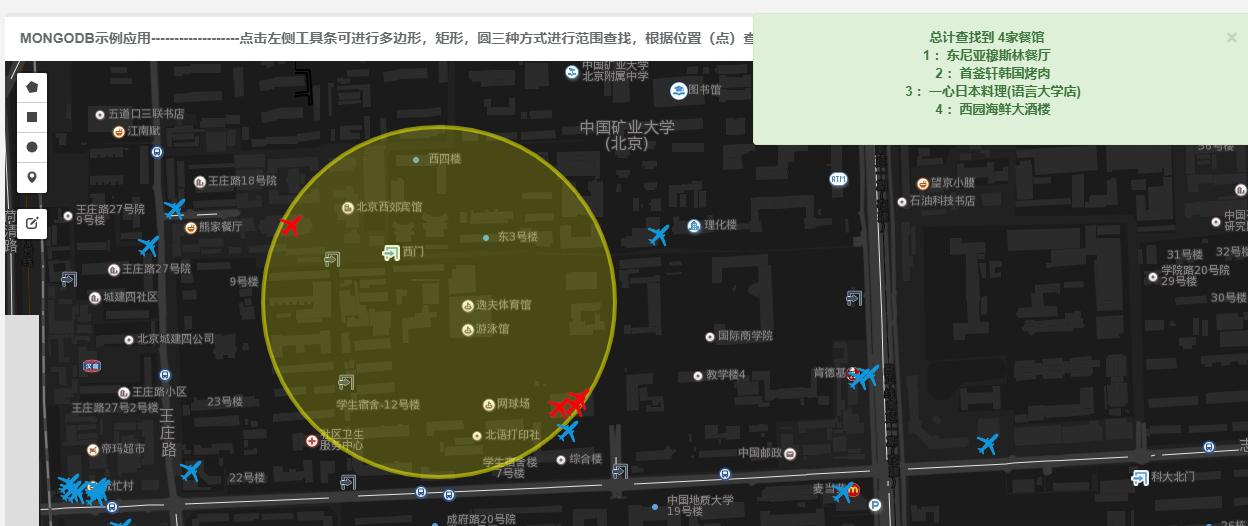 MONGODB示例应用-------------------点击左侧工具条可进行多边形，矩形，圆三种方式进行范围查找，根据位置（点）查
总计查找到 4家餐馆
1 ：东尼亚穆斯林餐厅
2 ：首釜轩韩国烤肉
3 ：一心日本料理(语言大学店)
4 ：西园海鲜大酒楼
×
中国矿业大学
北京附属中学
图书馆
五道口三联书店
江南赋
中国矿业大学
(北京)
西四楼
王庄路18号院
ATM
望京小腰
石油科技书店
王庄路27号院
9号楼
熊家餐厅
北京西郊宾馆
东3号楼
理化楼
西门
31号楼
32号楼
王庄路27号院
9号楼
学院路20号院
29号楼
城建四社区
逸夫体育馆
30号楼
游泳馆
北京城建四公司
国际商学院
教学楼4
肯德基
王庄路小区
23号楼
王庄路27号2号楼
学生宿舍-12号楼
网球场
王庄路
北语打印社
社区卫生
服务中心
帝玛超市
中国邮政
综合楼
学生宿舍楼
7号楼
22号楼
科大北门
麦当劳
P
中国地质大学
19号楼
成府路20号院